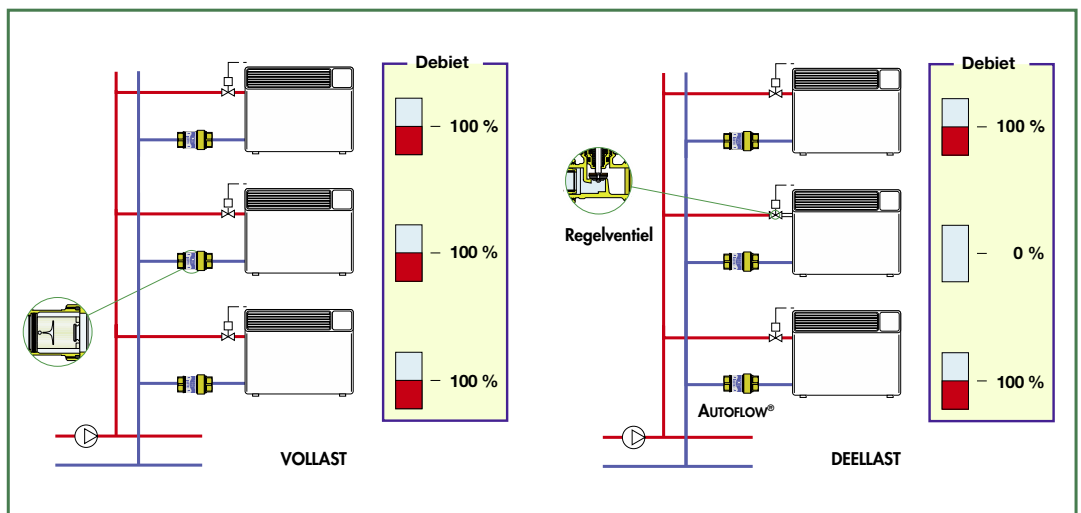 Debiet
100 %
100 %
100 %
VOLLAST
Debiet
100 %
0 %
100 %
Regelventiel
AUTOFLOW®
DEELLAST